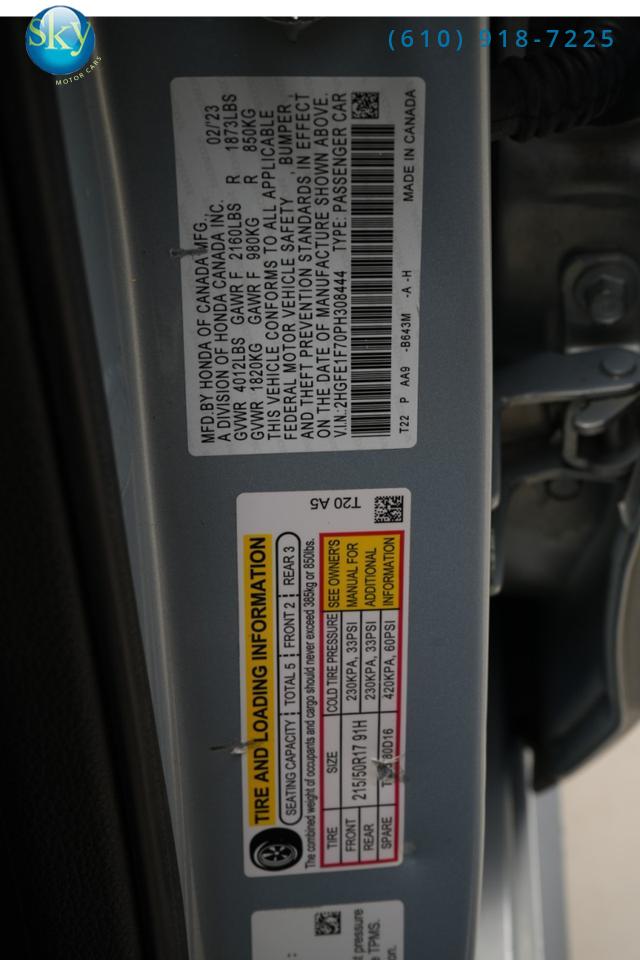 Sky
MOTOR CARS
(610) 918-7225
MFD.BY HONDA OF CANADA MFG., 02/23
A DIVISION OF HONDA CANADA INC.
GVWR 4012LBS GAWR F 2160LBS R 1873LBS
GVWR 1820KG GAWR F 980KG R 850KG
THIS VEHICLE CONFORMS TO ALL APPLICABLE
FEDERAL MOTOR VEHICLE SAFETY , BUMPER ,
AND THEFT PREVENTION STANDARDS IN EFFECT
ON THE DATE OF MANUFACTURE SHOWN ABOVE.
V.I.N.:2HGFE1F70PH308444 TYPE: PASSENGER CAR
T22 P AA9 -B643M -A -H MADE IN CANADA
T20 A5
TIRE AND LOADING INFORMATION
SEATING CAPACITY TOTAL 5 FRONT 2 REAR 3
The combined weight of occupants and cargo should never exceed 385kg or 850lbs.
TIRE SIZE COLD TIRE PRESSURE SEE OWNER'S
FRONT 215/50R17 91H 230KPA, 33PSI MANUAL FOR
REAR 230KPA, 33PSI ADDITIONAL
SPARE 80D16 420KPA, 60PSI INFORMATION
pressure
TPMS.